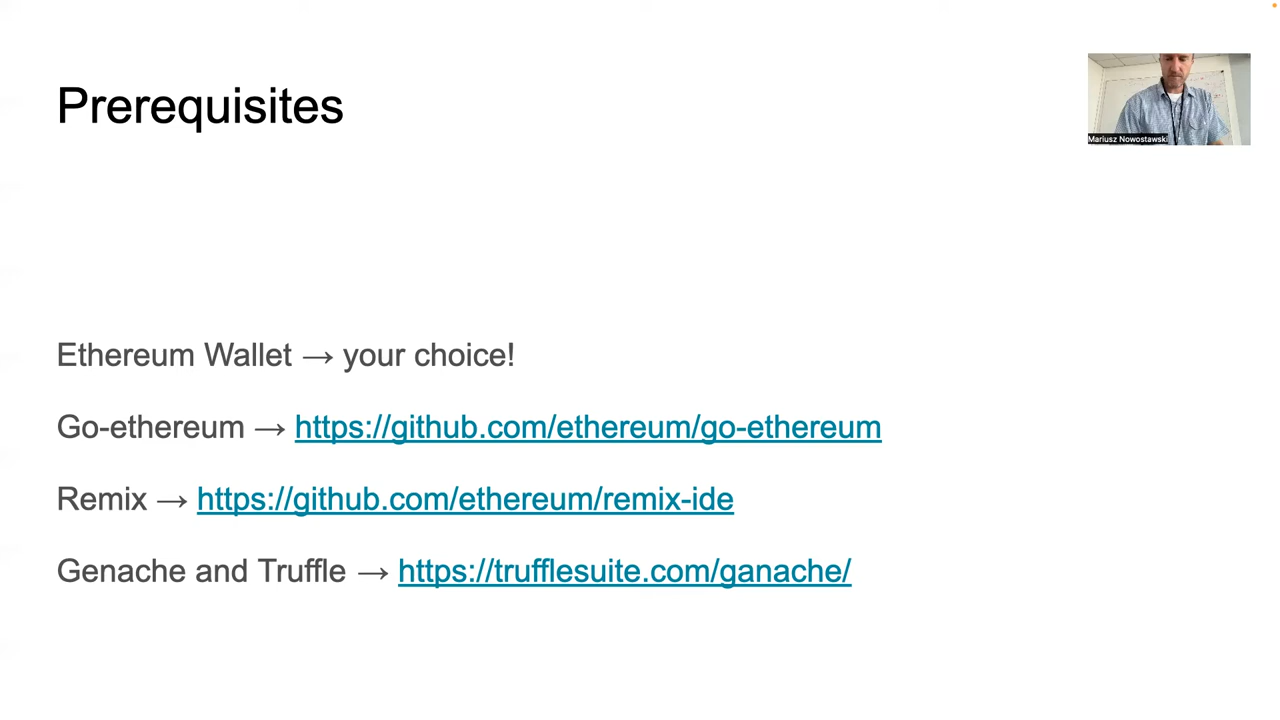 Prerequisites
Mariusz Nowostawski
Ethereum Wallet → your choice!
Go-ethereum → https://github.com/ethereum/go-ethereum
Remix → https://github.com/ethereum/remix-ide
Genache and Truffle → https://trufflesuite.com/ganache/